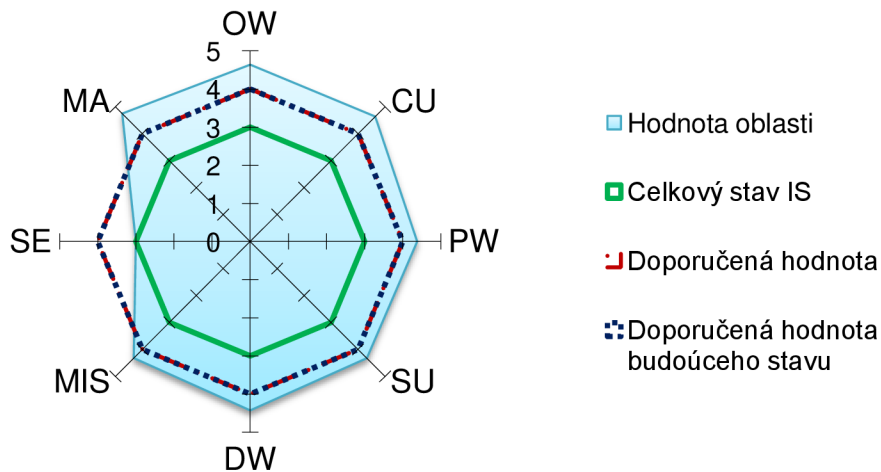 OW
5
MA
4
CU
3
Hodnota oblasti
2
Celkový stav IS
1
SE
0
PW
Doporučená hodnota
Doporučená hodnota
budoúceho stavu
MIS
SU
DW